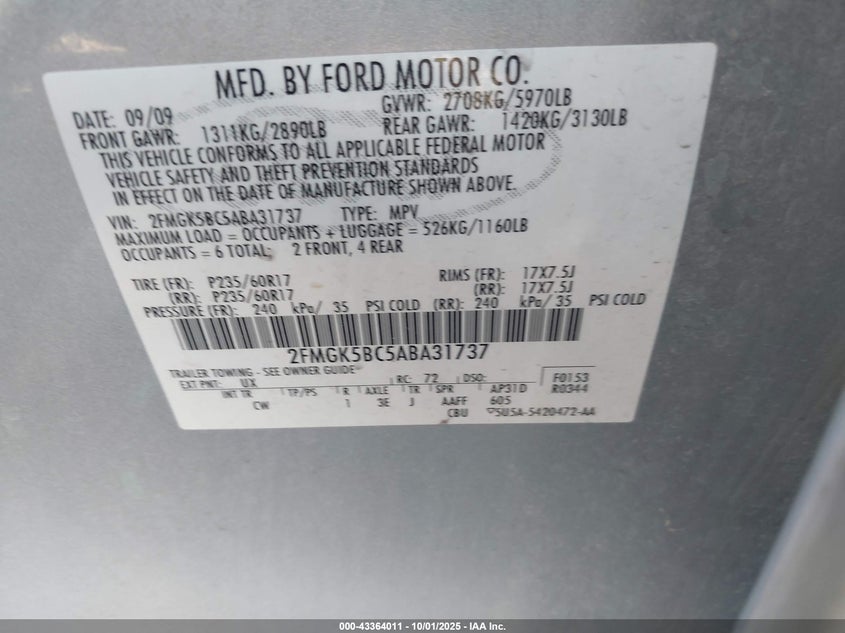 MFD. BY FORD MOTOR CO.
DATE: 09/09 GVWR: 2708KG/5970LB
FRONT GAWR: 1311KG/2890LB REAR GAWR: 1420KG/3130LB
THIS VEHICLE CONFORMS TO ALL APPLICABLE FEDERAL MOTOR
VEHICLE SAFETY AND THEFT PREVENTION STANDARDS
IN EFFECT ON THE DATE OF MANUFACTURE SHOWN ABOVE.
VIN: 2FMGK5BC5ABA31737 TYPE: MPV
MAXIMUM LOAD = OCCUPANTS + LUGGAGE = 526KG/1160LB
OCCUPANTS = 6 TOTAL: 2 FRONT, 4 REAR
TIRE (FR): P235/60R17 RIMS (FR): 17X7.5J
(RR): P235/60R17 (RR): 17X7.5J
PRESSURE (FR): 240 kPa/ 35 PSI COLD (RR): 240 kPa/ 35 PSI COLD
2FMGK5BC5ABA31737
TRAILER TOWING - SEE OWNER GUIDE
EXT PNT: UX RC: 72 DSO: F0153
INT TR TP/PS R AXLE TR SPR AP31D R0344
CW 1 3E J AAFF 605
CBU 5U5A-5420472-AA
000-43364011 - 10/01/2025 - IAA Inc.